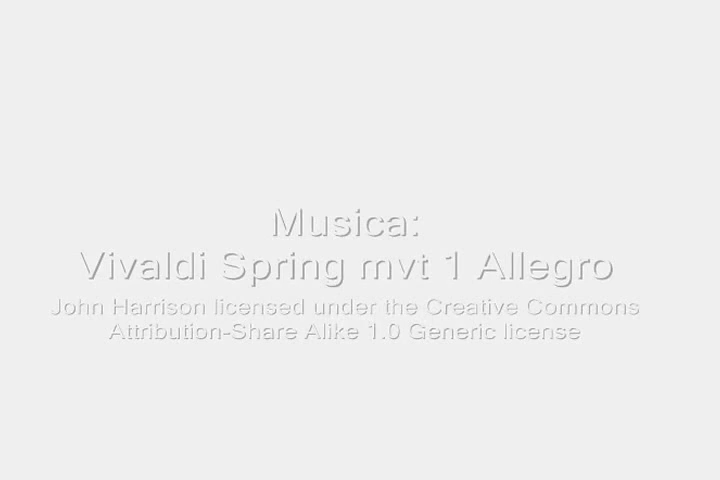 Musica:
Vivaldi Spring mvt 1 Allegro
John Harrison licensed under the Creative Commons
Attribution-Share Alike 1.0 Generic license